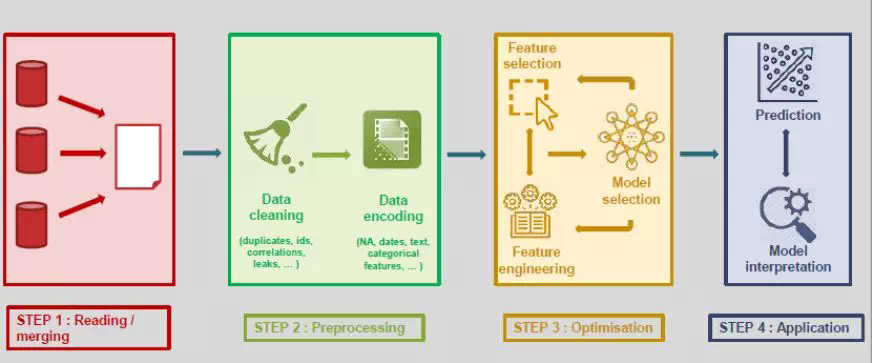 Feature
selection
Prediction
Model
selection
Data
cleaning
(duplicates, ids,
correlations,
leaks, ... )
Data
encoding
(NA, dates, text,
categorical
features, ... )
Feature
engineering
Model
interpretation
STEP 1 : Reading /
merging
STEP 2 : Preprocessing
STEP 3 : Optimisation
STEP 4 : Application